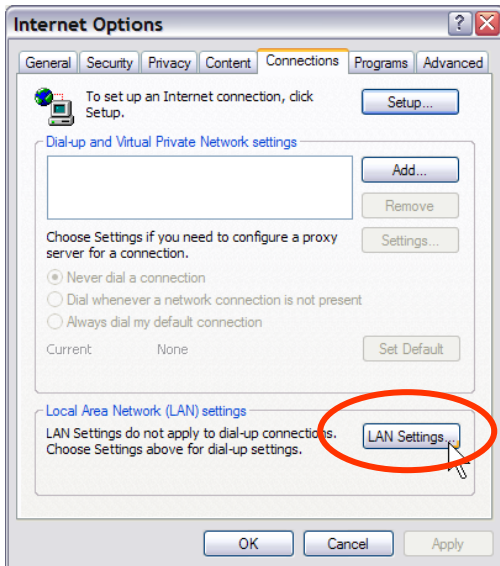 Internet Options
General Security Privacy Content Connections Programs Advanced
To set up an Internet connection, click
Setup.
Setup...
Dial-up and Virtual Private Network settings
Add...
Remove
Choose Settings if you need to configure a proxy
server for a connection.
Settings...
Never dial a connection
Dial whenever a network connection is not present
Always dial my default connection
Current None
Set Default
Local Area Network (LAN) settings
LAN Settings do not apply to dial-up connections.
Choose Settings above for dial-up settings.
LAN Settings...
OK Cancel Apply